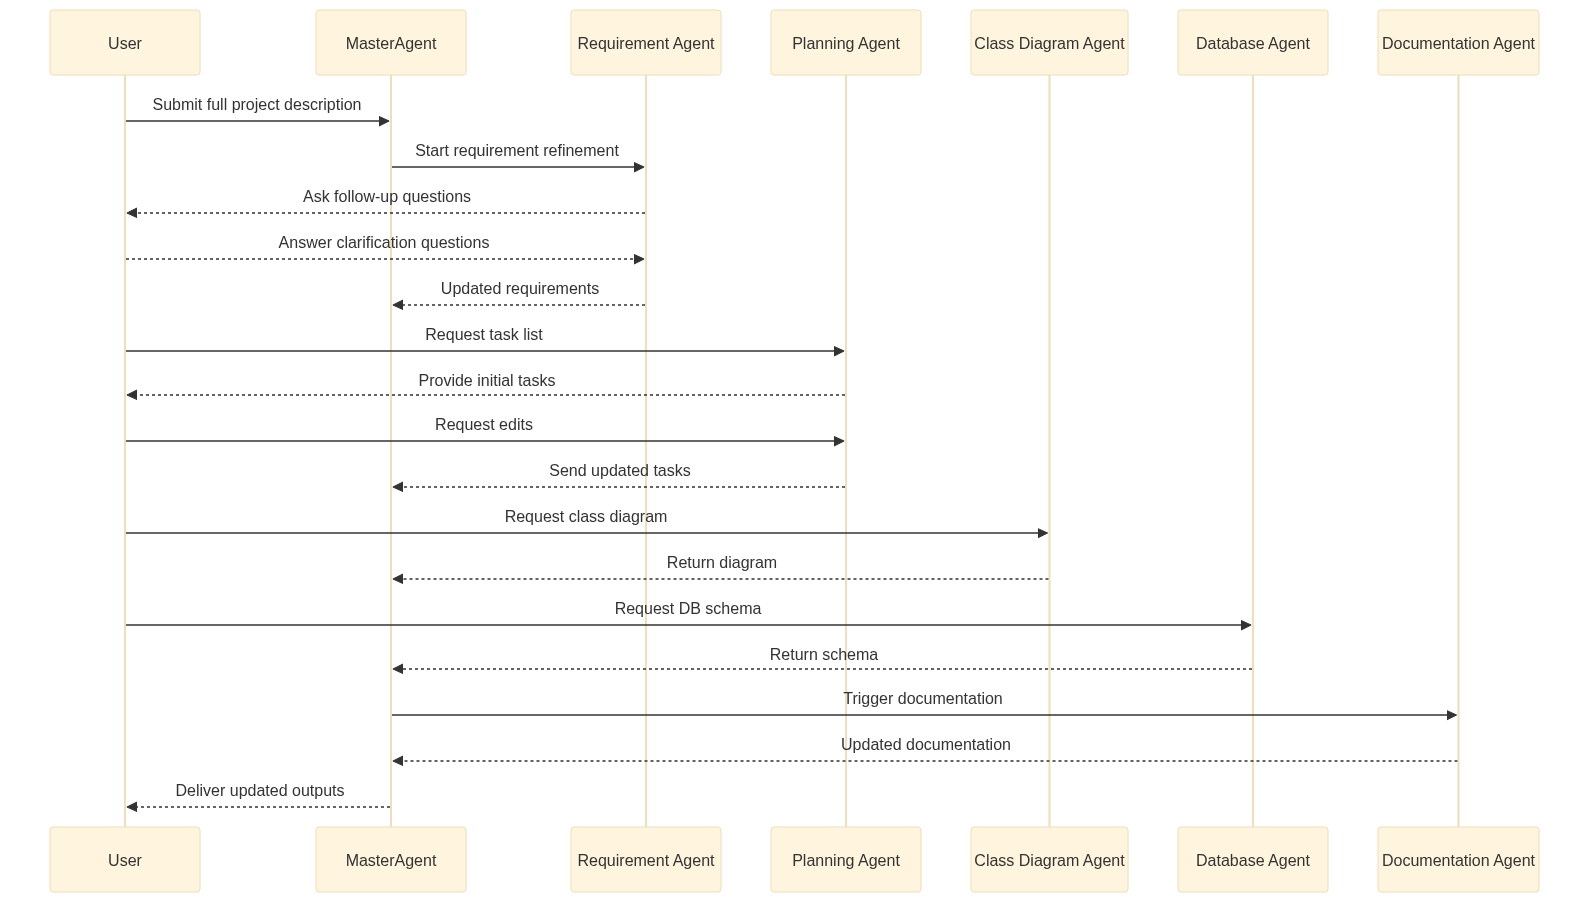 User
MasterAgent
Requirement Agent
Planning Agent
Class Diagram Agent
Database Agent
Documentation Agent
Submit full project description
Start requirement refinement
Ask follow-up questions
Answer clarification questions
Updated requirements
Request task list
Provide initial tasks
Request edits
Send updated tasks
Request class diagram
Return diagram
Request DB schema
Return schema
Trigger documentation
Updated documentation
Deliver updated outputs
User
MasterAgent
Requirement Agent
Planning Agent
Class Diagram Agent
Database Agent
Documentation Agent